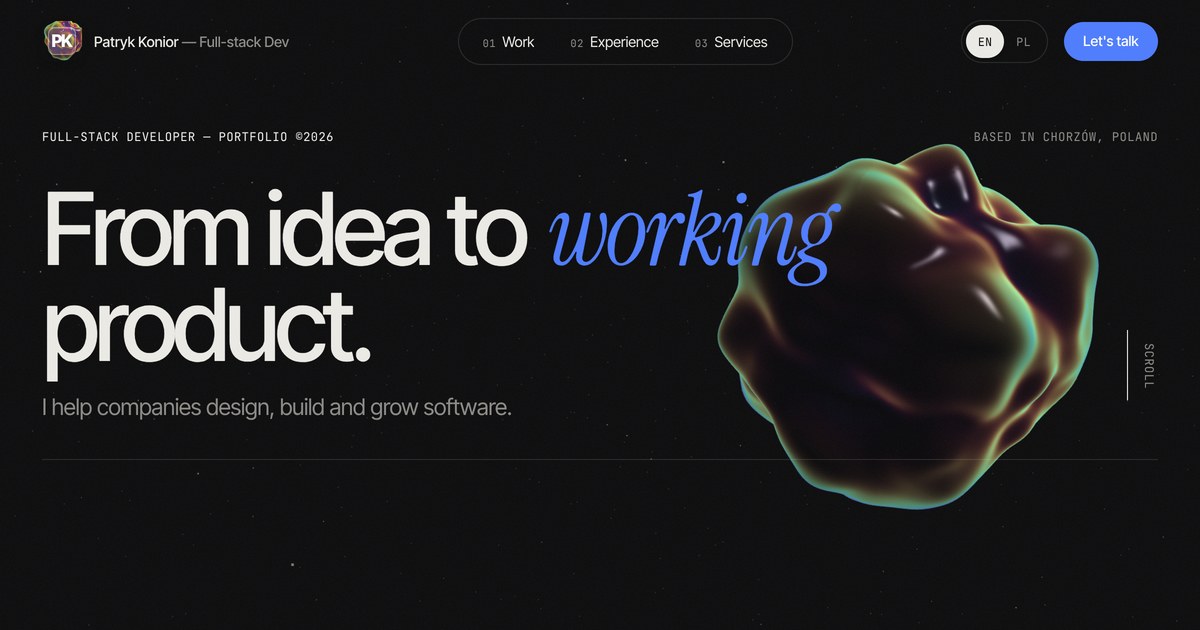 PK Patryk Konior — Full-stack Dev
01 Work 02 Experience 03 Services
EN PL
Let's talk
FULL-STACK DEVELOPER — PORTFOLIO ©2026
BASED IN CHORZÓW, POLAND
From idea to working
product.
I help companies design, build and grow software.
SCROLL